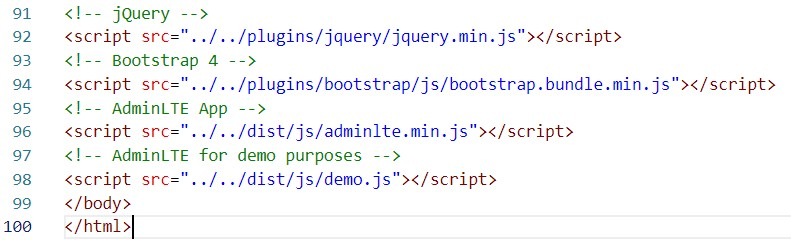 91 <!-- jQuery -->
92 <script src="../../plugins/jquery/jquery.min.js"></script>
93 <!-- Bootstrap 4 -->
94 <script src="../../plugins/bootstrap/js/bootstrap.bundle.min.js"></script>
95 <!-- AdminLTE App -->
96 <script src="../../dist/js/adminlte.min.js"></script>
97 <!-- AdminLTE for demo purposes -->
98 <script src="../../dist/js/demo.js"></script>
99 </body>
100 </html>